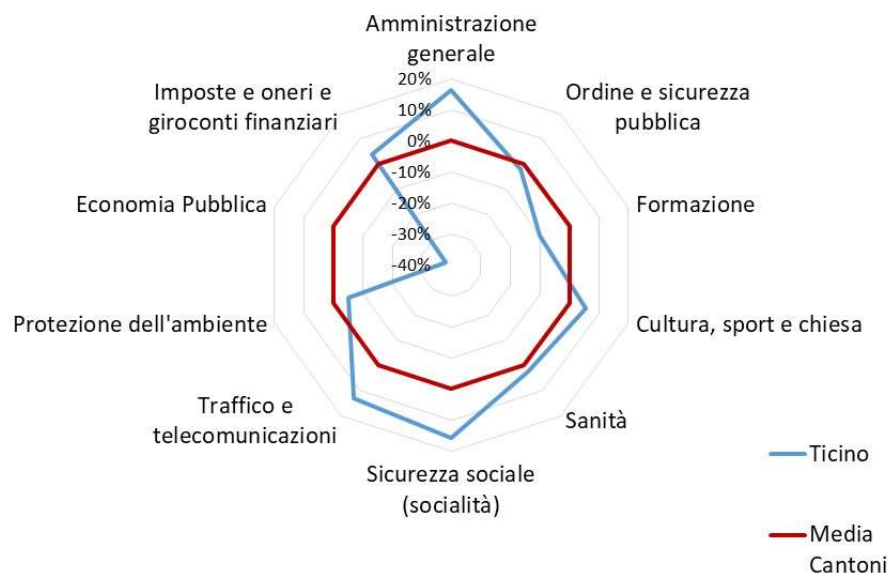 Amministrazione
generale
Ordine e sicurezza
pubblica
Formazione
Cultura, sport e chiesa
Sanità
Sicurezza sociale
(socialità)
Traffico e
telecomunicazioni
Protezione dell'ambiente
Economia Pubblica
Imposte e oneri e
giroconti finanziari
20%
10%
0%
-10%
-20%
-30%
-40%
Ticino
Media
Cantoni